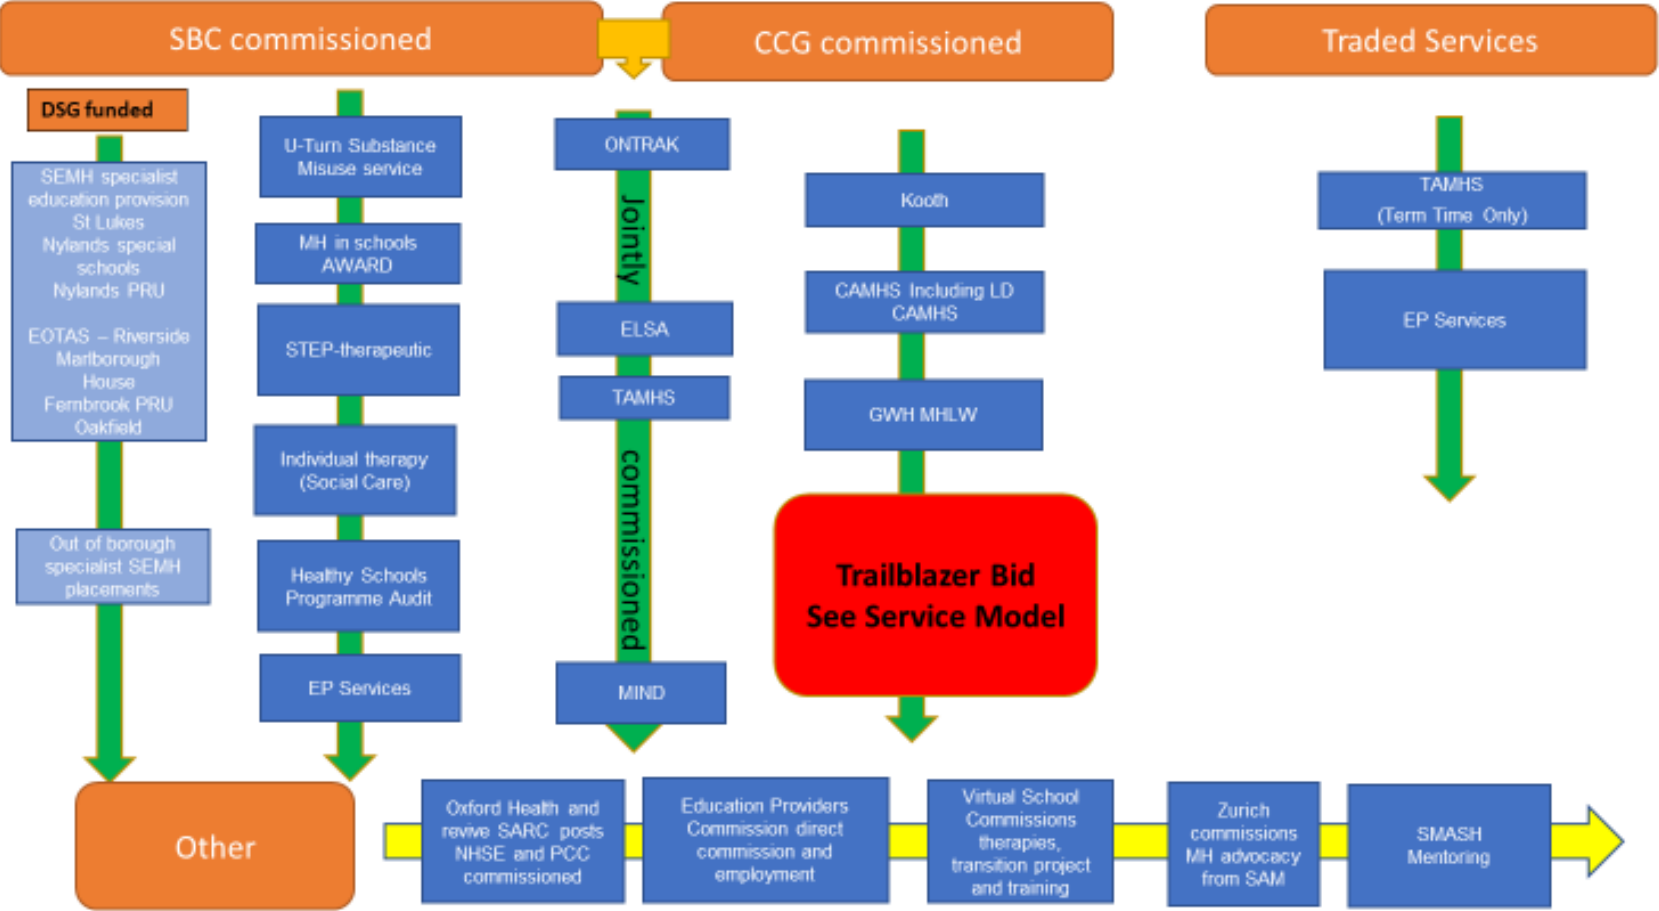 SBC commissioned
CCG commissioned
Traded Services
DSG funded
SEMH specialist
education provision
St Lukes
Nylands special
schools
Nylands PRU
EOTAS – Riverside
Marlborough
House
Fernbrook PRU
Oakfield
Out of borough
specialist SEMH
placements
U-Turn Substance
Misuse service
MH in schools
AWARD
STEP-therapeutic
Individual therapy
(Social Care)
Healthy Schools
Programme Audit
EP Services
ONTRAK
Jointly
ELSA
TAMHS
commissioned
MIND
Kooth
CAMHS Including LD
CAMHS
GWH MHLW
Trailblazer Bid
See Service Model
TAMHS
(Term Time Only)
EP Services
Other
Oxford Health and
revive SARC posts
NHSE and PCC
commissioned
Education Providers
Commission direct
commission and
employment
Virtual School
Commissions
therapies,
transition project
and training
Zurich
commissions
MH advocacy
from SAM
SMASH
Mentoring